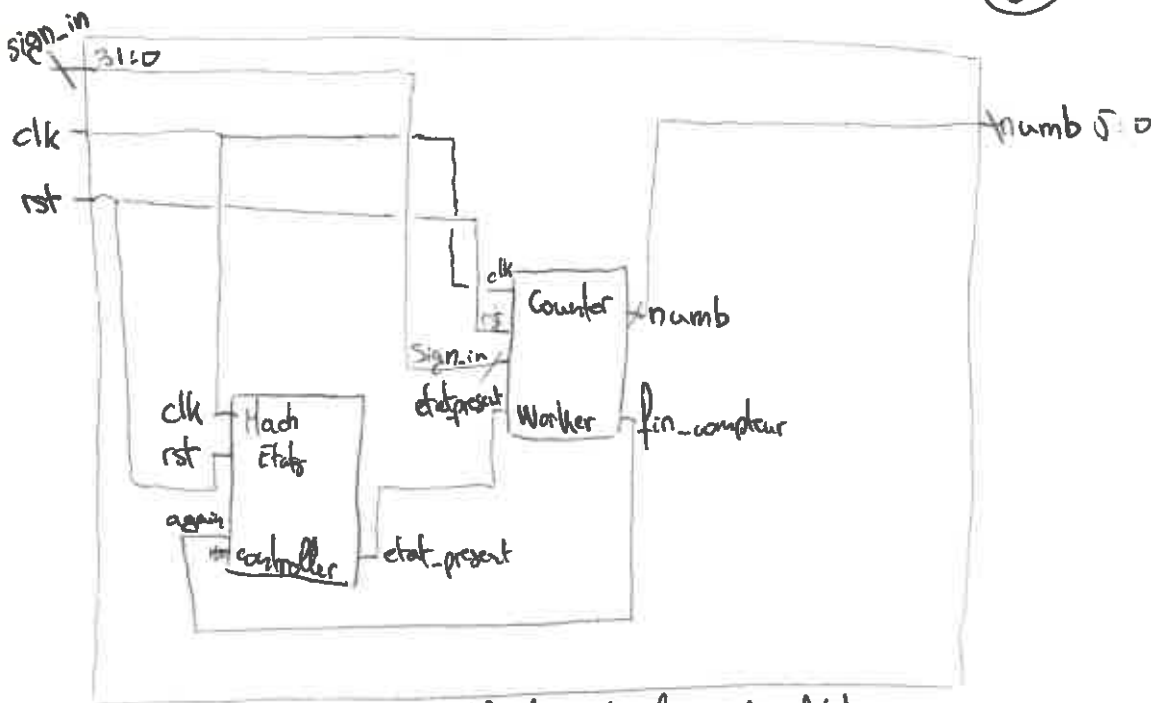 sign_in
31:0
clk
numb 5:0
rst
clk
Counter
numb
Sign_in
etatpresent
Worker
fin_compteur
clk
Mach
rst
Etats
again
controller
etat_present